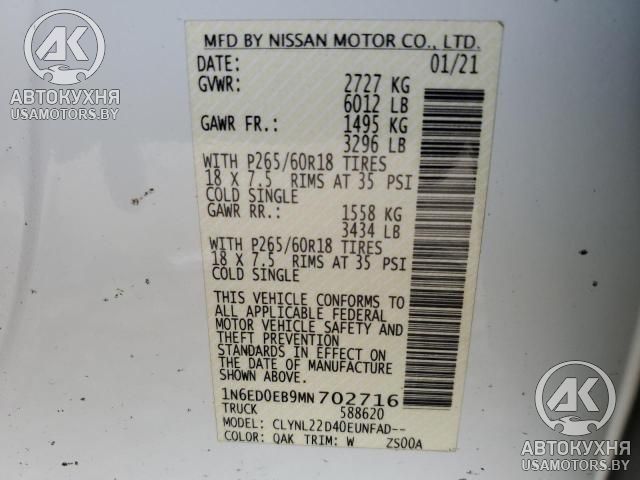 MFD BY NISSAN MOTOR CO., LTD.
DATE: 01/21
GVWR: 2727 KG
6012 LB
GAWR FR.: 1495 KG
3296 LB
WITH P265/60R18 TIRES
18 X 7.5 RIMS AT 35 PSI
COLD SINGLE
GAWR RR.: 1558 KG
3434 LB
WITH P265/60R18 TIRES
18 X 7.5 RIMS AT 35 PSI
COLD SINGLE
THIS VEHICLE CONFORMS TO
ALL APPLICABLE FEDERAL
MOTOR VEHICLE SAFETY AND
THEFT PREVENTION
STANDARDS IN EFFECT ON
THE DATE OF MANUFACTURE
SHOWN ABOVE.
1N6ED0EB9MN702716
TRUCK 588620
MODEL: CLYNL22D40EUNFAD--
COLOR: QAK TRIM: W ZS00A
AK
АВТОКУХНЯ
USAMOTORS.BY
AK
АВТОКУХНЯ
USAMOTORS.BY